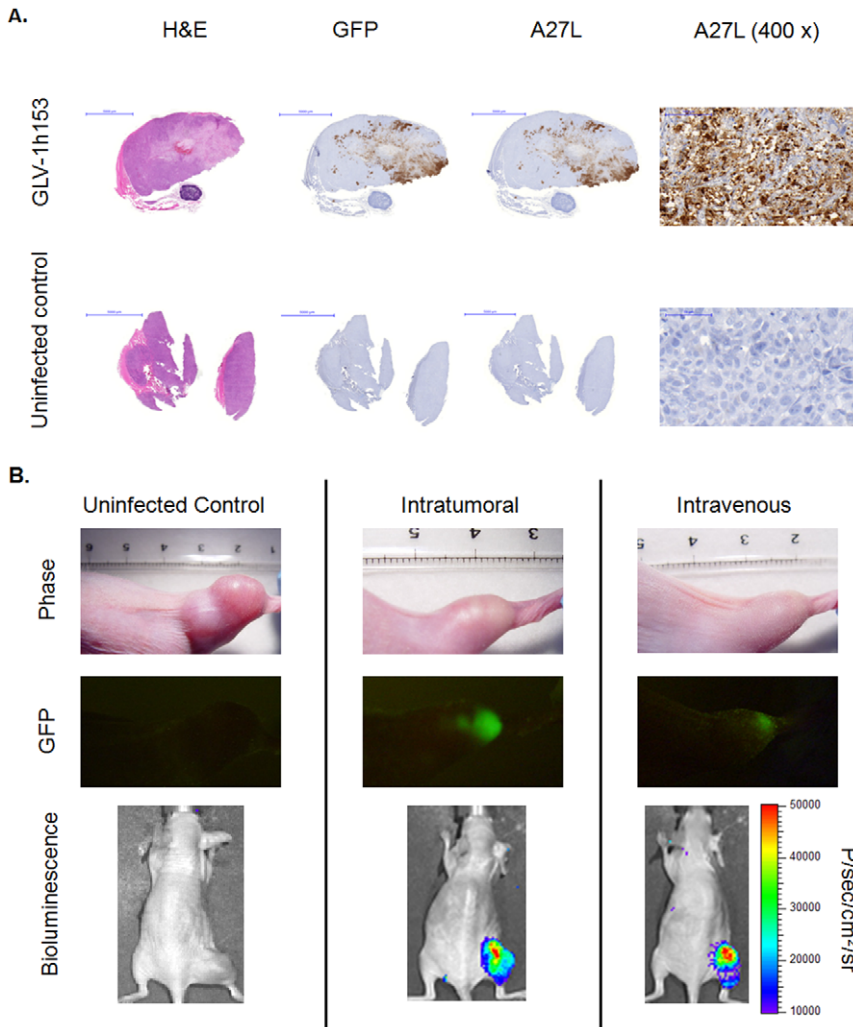 A.
H&E GFP A27L A27L (400 x)
GLV-1h153
Uninfected control
B.
Uninfected Control Intratumoral Intravenous
Phase
6 5 4 3 2 1
5 4 3
5 4 3 2
GFP
Bioluminescence
50000
40000
30000
20000
10000
P/sec/cm²/sr